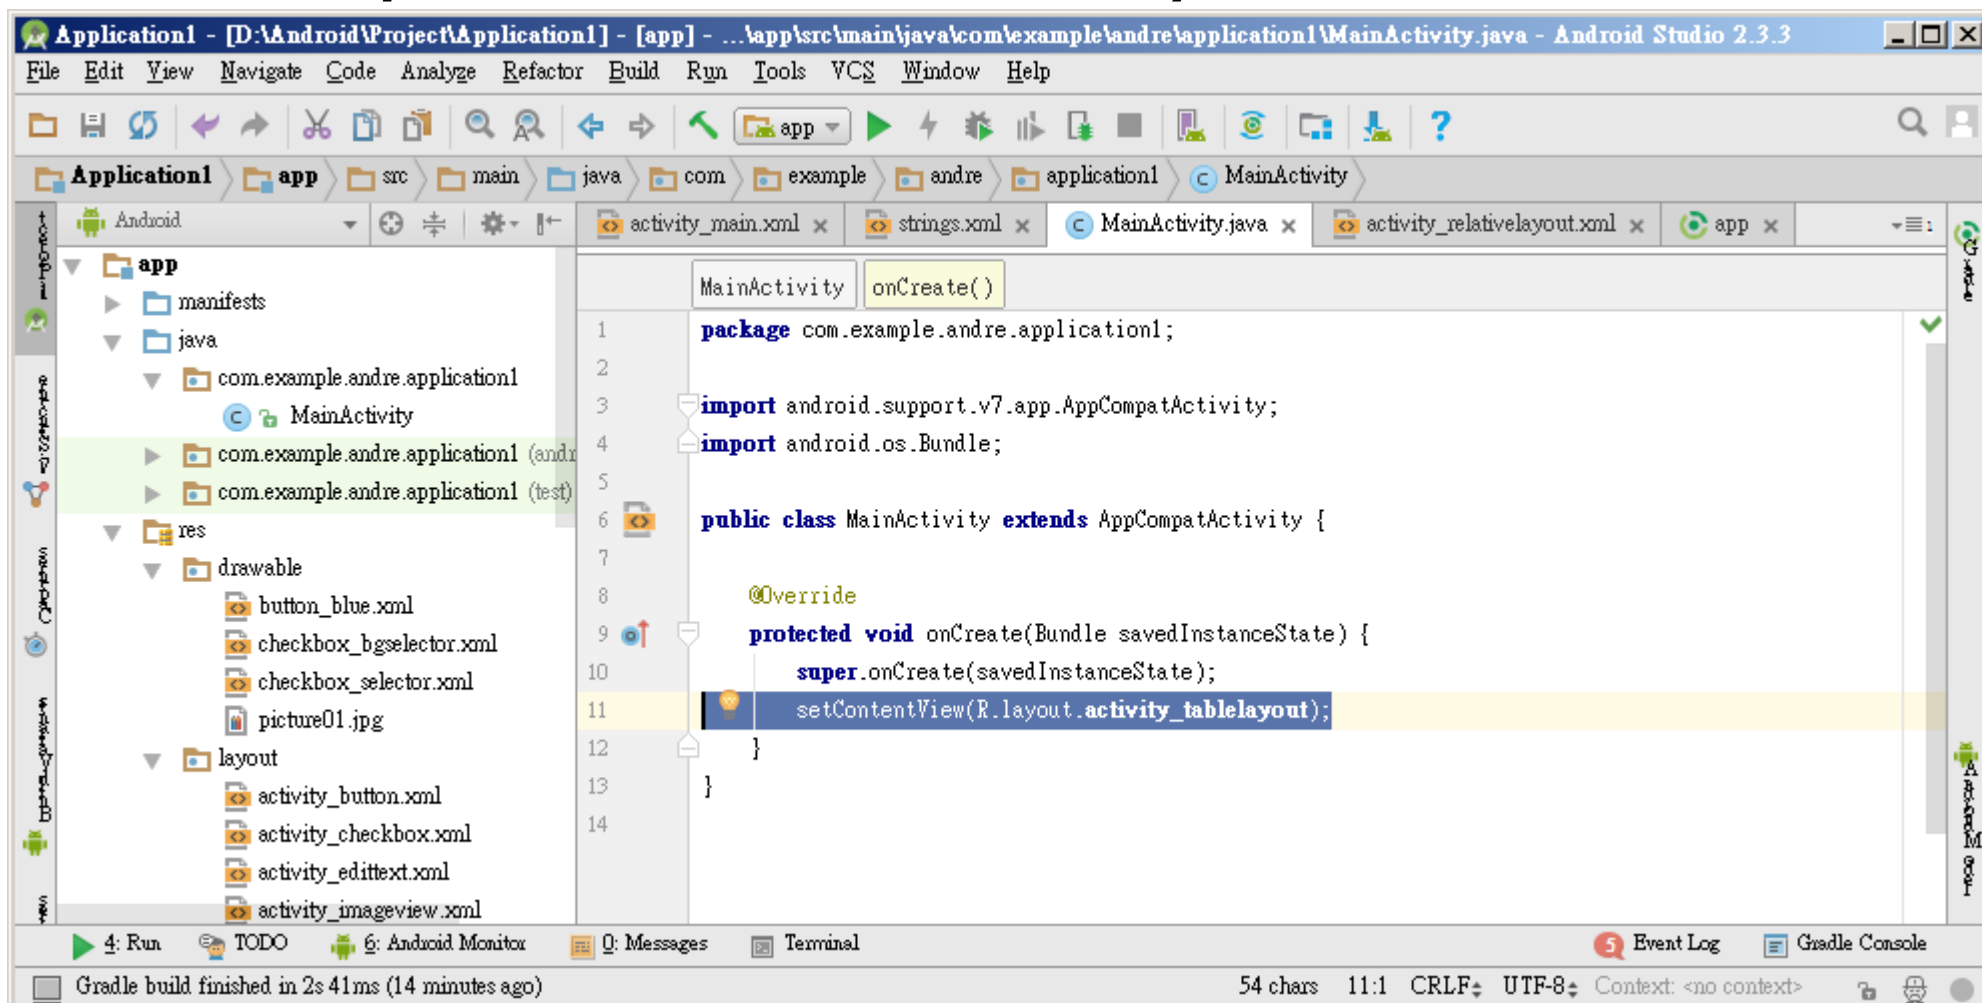 Application1 - [D:\Android\Project\Application1] - [app] - ...\app\src\main\java\com\example\andre\application1\MainActivity.java - Android Studio 2.3.3
File Edit View Navigate Code Analyze Refactor Build Run Tools VCS Window Help
app
Application1 app src main java com example andre application1 MainActivity
Android
activity_main.xml strings.xml MainActivity.java activity_relativelayout.xml app
app
manifests
java
com.example.andre.application1
MainActivity
com.example.andre.application1 (andr
com.example.andre.application1 (test)
res
drawable
button_blue.xml
checkbox_bgselector.xml
checkbox_selector.xml
picture01.jpg
layout
activity_button.xml
activity_checkbox.xml
activity_edittext.xml
activity_imageview.xml
MainActivity onCreate()
1 package com.example.andre.application1;
2
3 import android.support.v7.app.AppCompatActivity;
4 import android.os.Bundle;
5
6 public class MainActivity extends AppCompatActivity {
7
8 @Override
9 protected void onCreate(Bundle savedInstanceState) {
10 super.onCreate(savedInstanceState);
11 setContentView(R.layout.activity_tablelayout);
12 }
13 }
14
4: Run TODO 6: Android Monitor 0: Messages Terminal 5 Event Log Gradle Console
Gradle build finished in 2s 41ms (14 minutes ago) 54 chars 11:1 CRLF UTF-8 Context: <no context>